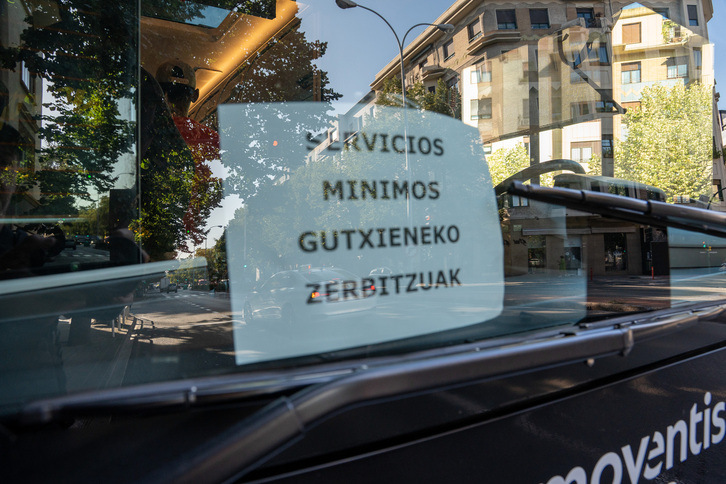 SERVICIOS
MINIMOS
GUTXIENEKO
ZERBITZUAK
moventis